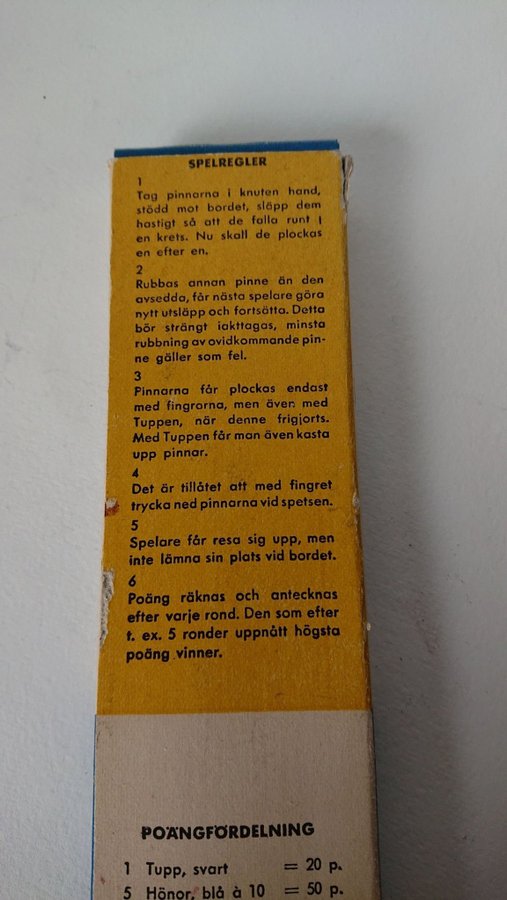 SPELREGLER
1
Tag pinnarna i knuten hand,
stödd mot bordet, släpp dem
hastigt så att de falla runt i
en krets. Nu skall de plockas
en efter en.
2
Rubbas annan pinne än den
avsedda, får nästa spelare göra
nytt utsläpp och fortsätta. Detta
bör strängt iakttagas, minsta
rubbning av ovidkommande pin-
ne gäller som fel.
3
Pinnarna får plockas endast
med fingrarna, men även med
Tuppen, när denne frigjorts.
Med Tuppen får man även kasta
upp pinnar.
4
Det är tillåtet att med fingret
trycka ned pinnarna vid spetsen.
5
Spelare får resa sig upp, men
inte lämna sin plats vid bordet.
6
Poäng räknas och antecknas
efter varje rond. Den som efter
t. ex. 5 ronder uppnått högsta
poäng vinner.
POÄNGFÖRDELNING
1 Tupp, svart = 20 p.
5 Hönor, blå à 10 = 50 p.